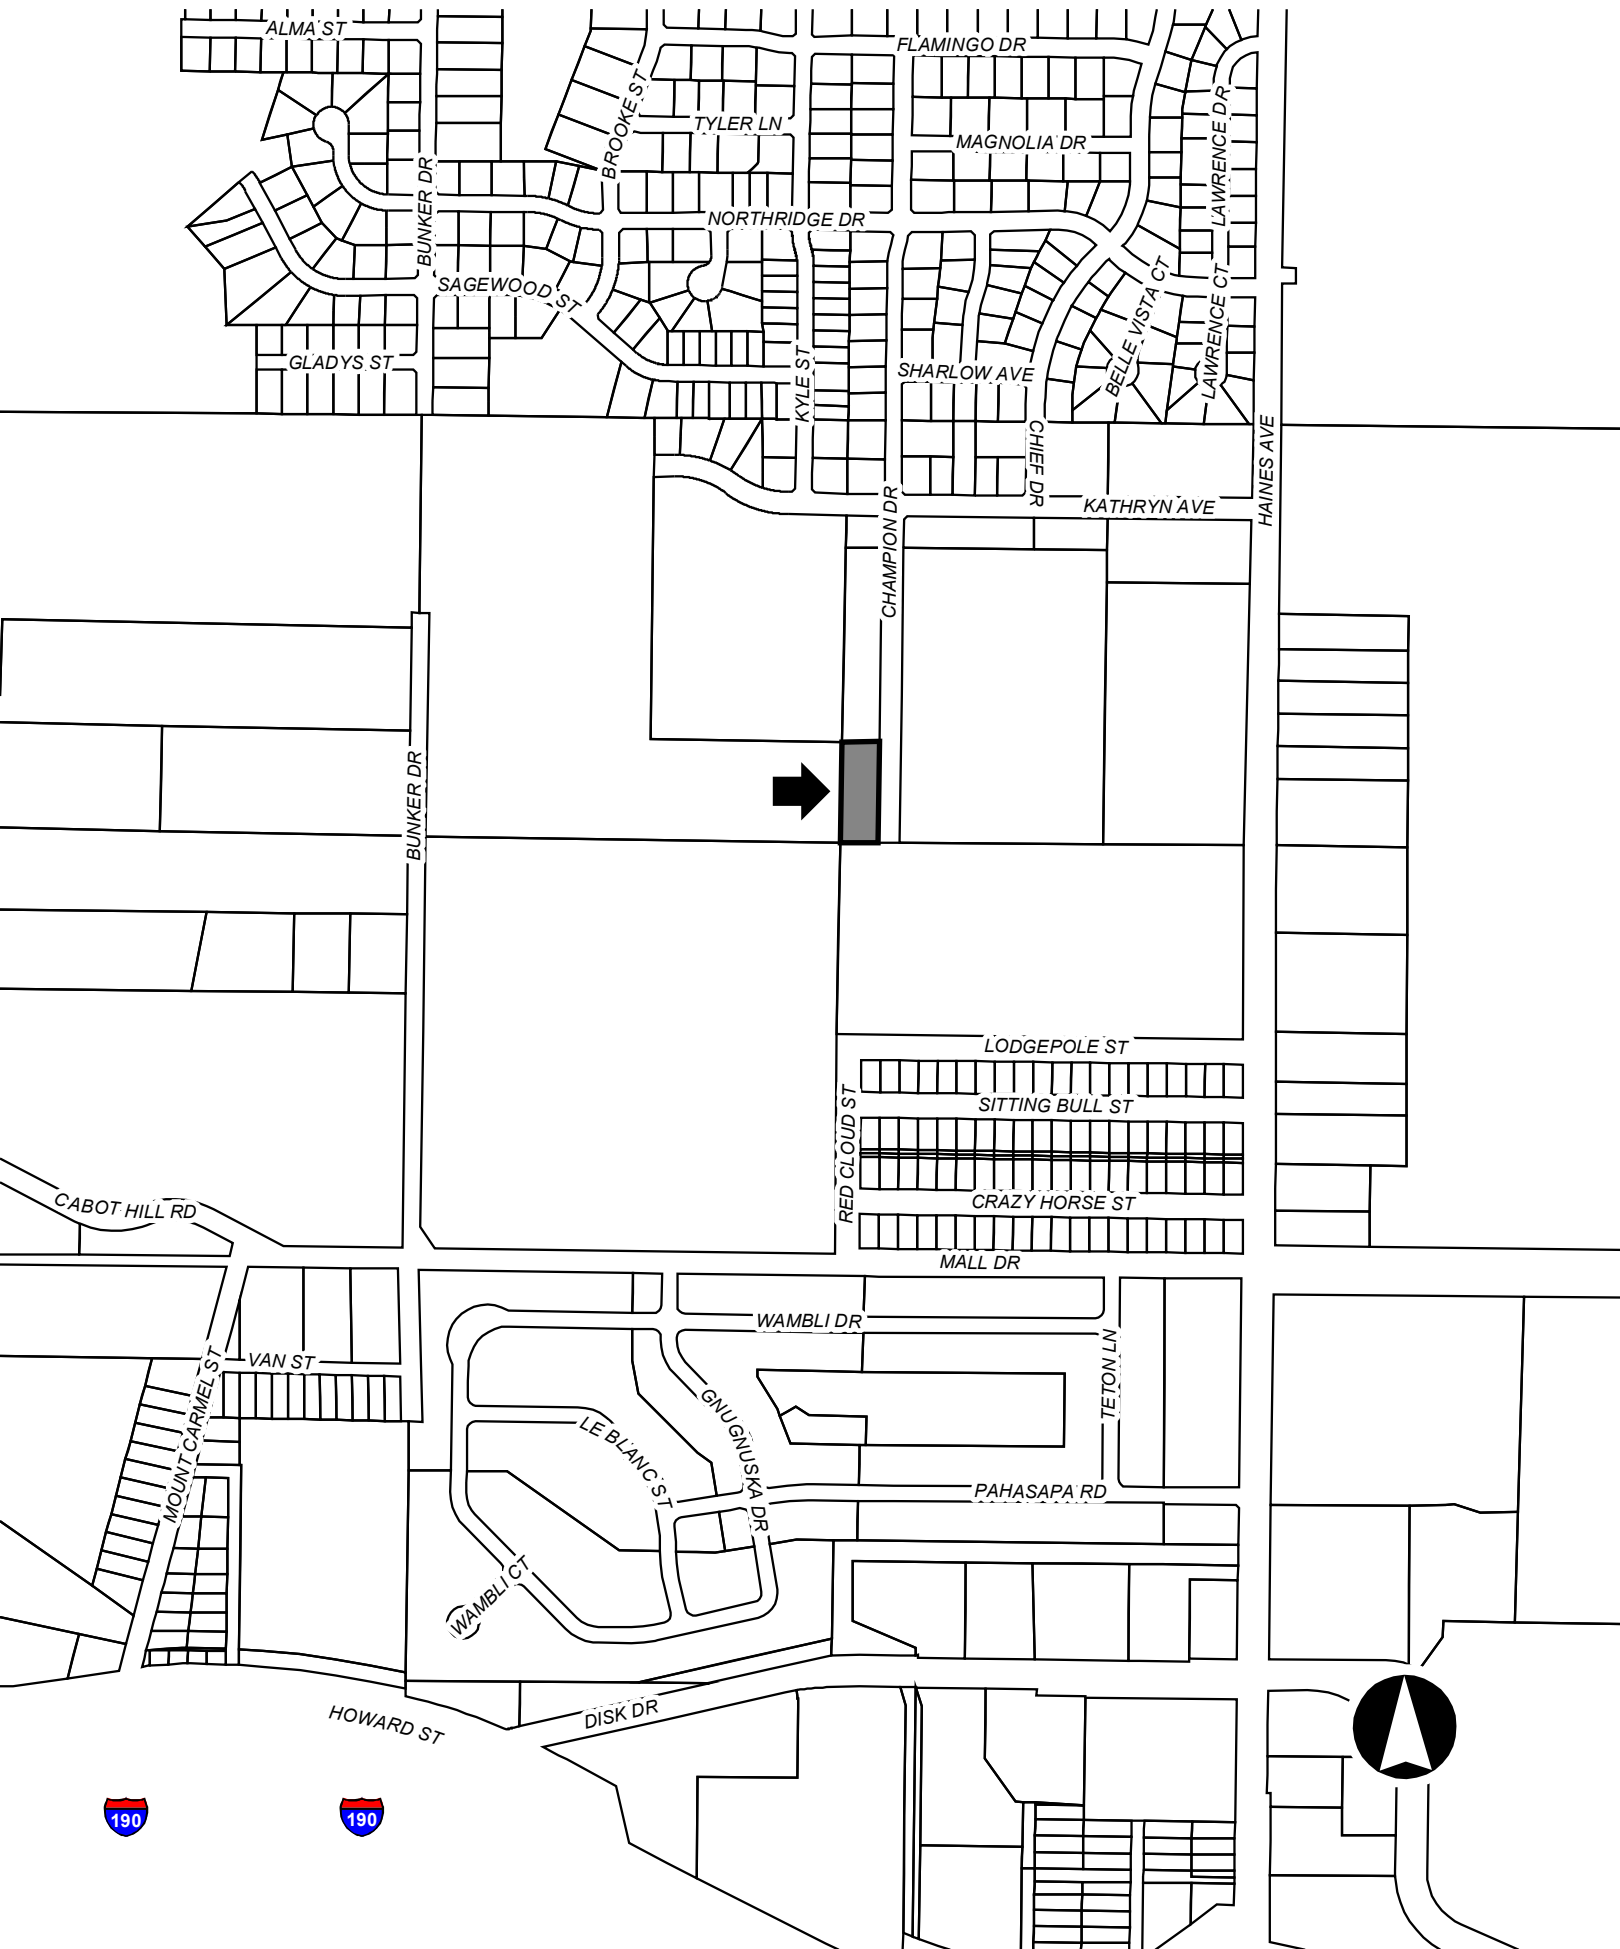 ALMA ST
FLAMINGO DR
BROOKE ST
TYLER LN
LAWRENCE DR
MAGNOLIA DR
BUNKER DR
NORTHRIDGE DR
SAGEWOOD ST
BELLE VISTA CT
LAWRENCE CT
GLADYS ST
KYLE ST
SHARLOW AVE
CHIEF DR
HAINES AVE
KATHRYN AVE
CHAMPION DR
BUNKER DR
LODGEPOLE ST
SITTING BULL ST
RED CLOUD ST
CRAZY HORSE ST
CABOT HILL RD
MALL DR
WAMBLI DR
VAN ST
TETON LN
MOUNT CARMEL ST
GNUGNUSKA DR
LE BLANC ST
PAHASAPA RD
WAMBLI CT
HOWARD ST
DISK DR
190
190